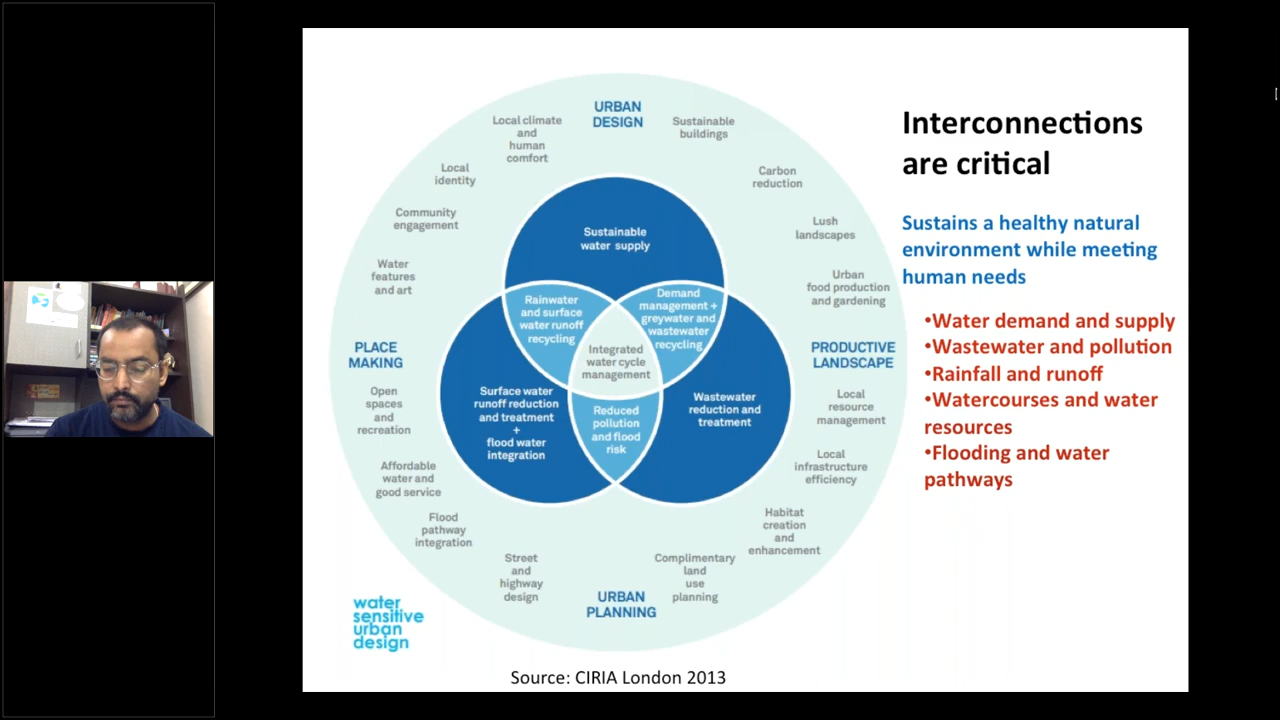 URBAN
DESIGN
Local climate
and
human
comfort
Sustainable
buildings
Local
identity
Carbon
reduction
Community
engagement
Lush
landscapes
Water
features
and art
Urban
food production
and gardening
PLACE
MAKING
PRODUCTIVE
LANDSCAPE
Open
spaces
and
recreation
Local
resource
management
Affordable
water and
good service
Local
infrastructure
efficiency
Flood
pathway
integration
Habitat
creation
and
enhancement
Street
and
highway
design
Complimentary
land
use
planning
URBAN
PLANNING
Sustainable
water supply
Rainwater
and surface
water runoff
recycling
Demand
management +
greywater and
wastewater
recycling
Integrated
water cycle
management
Surface water
runoff reduction
and treatment
+
flood water
integration
Reduced
pollution
and flood
risk
Wastewater
reduction and
treatment
water
sensitive
urban
design
Source: CIRIA London 2013
Interconnections
are critical
Sustains a healthy natural
environment while meeting
human needs
•Water demand and supply
•Wastewater and pollution
•Rainfall and runoff
•Watercourses and water
resources
•Flooding and water
pathways